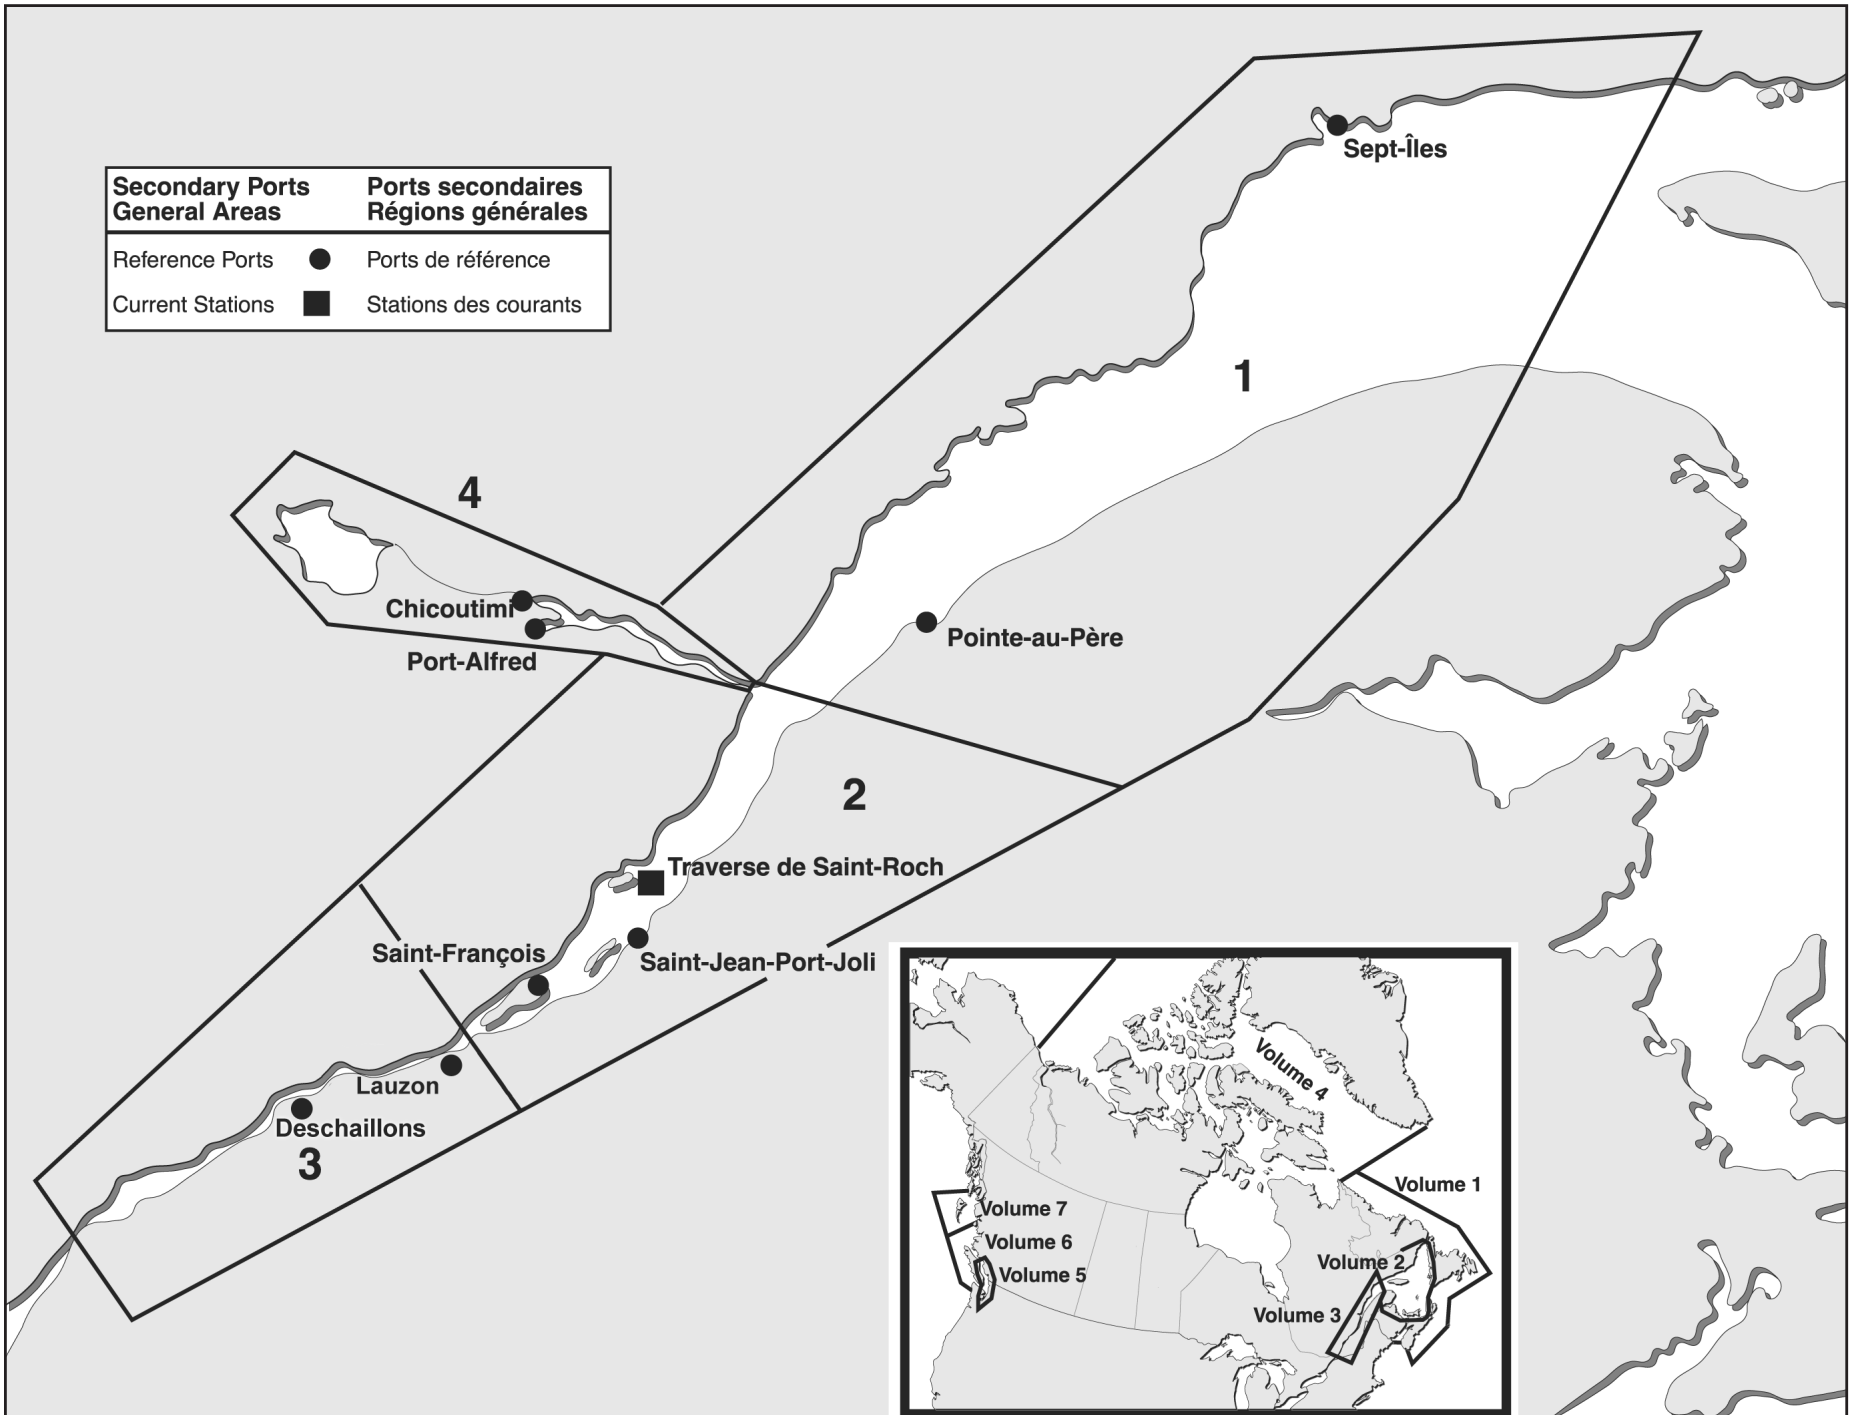 Sept-Îles
Secondary Ports Ports secondaires
General Areas Régions générales
Reference Ports Ports de référence
Current Stations Stations des courants
1
4
Chicoutimi
Port-Alfred
Pointe-au-Père
2
Traverse de Saint-Roch
Saint-François
Saint-Jean-Port-Joli
Lauzon
Deschaillons
3
Volume 4
Volume 1
Volume 7
Volume 6
Volume 2
Volume 5
Volume 3